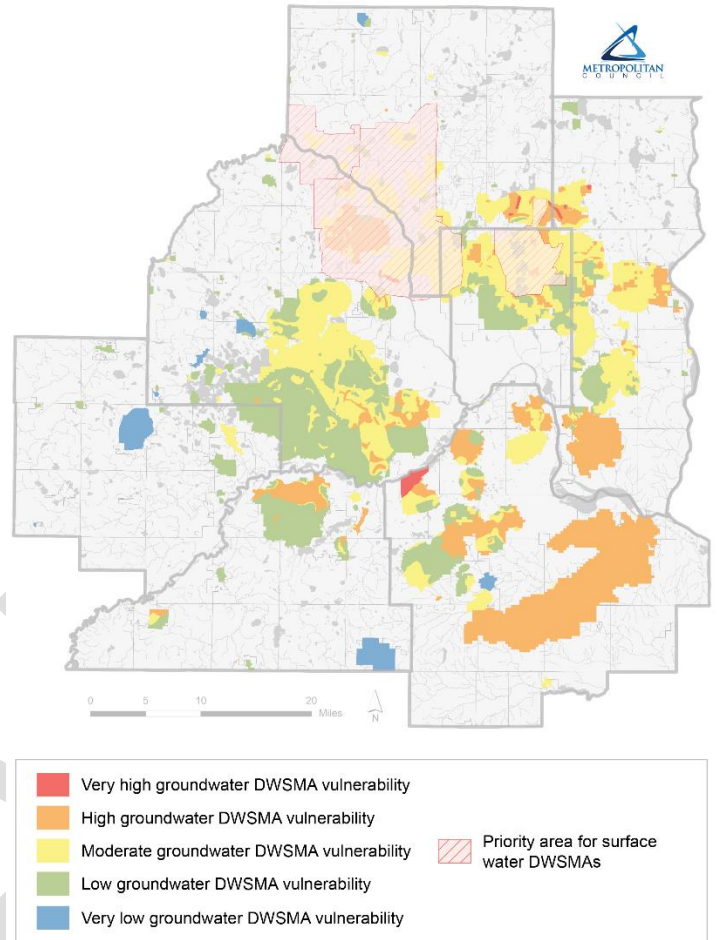 METROPOLITAN
COUNCIL
0 5 10 20
Miles
N
Very high groundwater DWSMA vulnerability
High groundwater DWSMA vulnerability
Moderate groundwater DWSMA vulnerability
Low groundwater DWSMA vulnerability
Very low groundwater DWSMA vulnerability
Priority area for surface
water DWSMAs